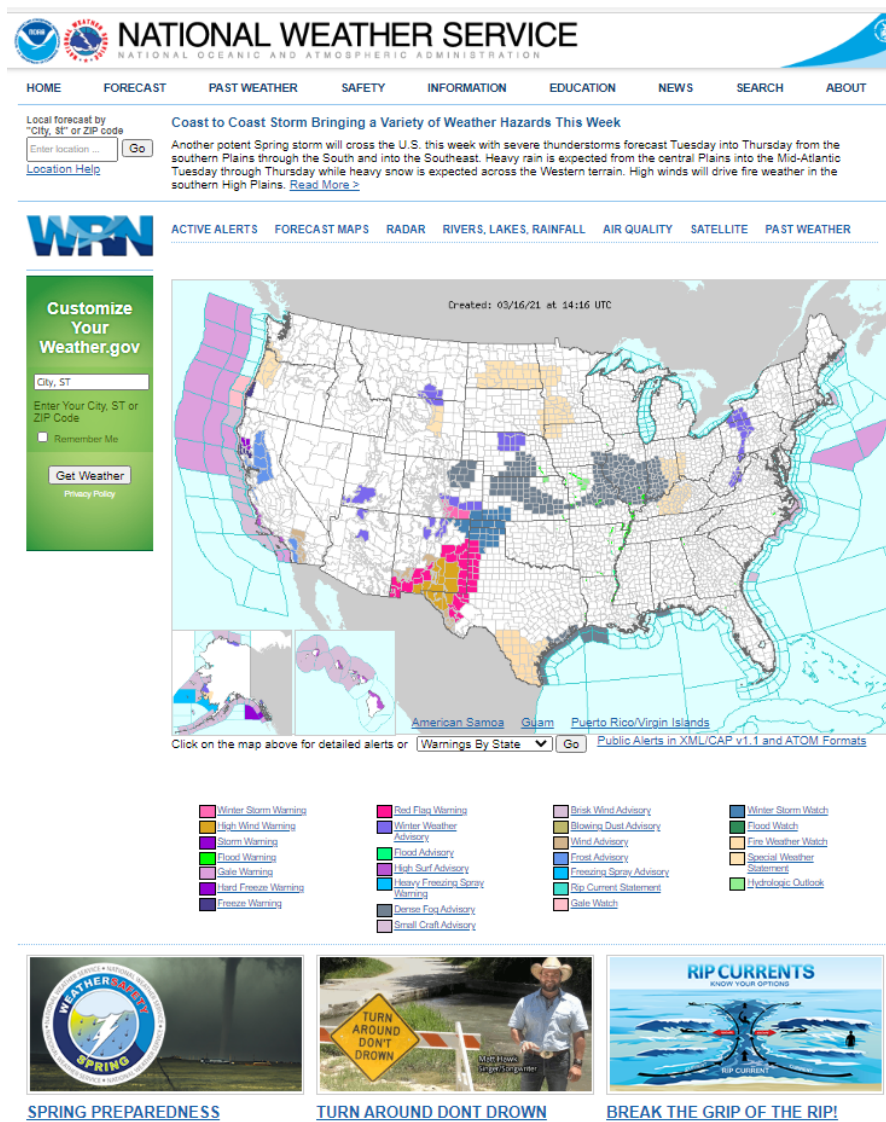 NATIONAL WEATHER SERVICE
NATIONAL OCEANIC AND ATMOSPHERIC ADMINISTRATION
HOME FORECAST PAST WEATHER SAFETY INFORMATION EDUCATION NEWS SEARCH ABOUT
Local forecast by
"City, St" or ZIP code
Enter location ...
Go
Location Help
Coast to Coast Storm Bringing a Variety of Weather Hazards This Week
Another potent Spring storm will cross the U.S. this week with severe thunderstorms forecast Tuesday into Thursday from the
southern Plains through the South and into the Southeast. Heavy rain is expected from the central Plains into the Mid-Atlantic
Tuesday through Thursday while heavy snow is expected across the Western terrain. High winds will drive fire weather in the
southern High Plains. Read More >
WRN
ACTIVE ALERTS FORECAST MAPS RADAR RIVERS, LAKES, RAINFALL AIR QUALITY SATELLITE PAST WEATHER
Customize
Your
Weather.gov
City, ST
Enter Your City, ST or
ZIP Code
Remember Me
Get Weather
Privacy Policy
Created: 03/16/21 at 14:16 UTC
American Samoa Guam Puerto Rico/Virgin Islands
Click on the map above for detailed alerts or Warnings By State Go Public Alerts in XML/CAP v1.1 and ATOM Formats
Winter Storm Warning
High Wind Warning
Storm Warning
Flood Warning
Gale Warning
Hard Freeze Warning
Freeze Warning
Red Flag Warning
Winter Weather
Advisory
Flood Advisory
High Surf Advisory
Heavy Freezing Spray
Warning
Dense Fog Advisory
Small Craft Advisory
Brisk Wind Advisory
Blowing Dust Advisory
Wind Advisory
Frost Advisory
Freezing Spray Advisory
Rip Current Statement
Gale Watch
Winter Storm Watch
Flood Watch
Fire Weather Watch
Special Weather
Statement
Hydrologic Outlook
WEATHER SAFETY
SPRING
TURN
AROUND
DON'T
DROWN
Matt Hawk
Singer/Songwriter
RIP CURRENTS
KNOW YOUR OPTIONS
RIP CURRENT
SPRING PREPAREDNESS
TURN AROUND DONT DROWN
BREAK THE GRIP OF THE RIP!